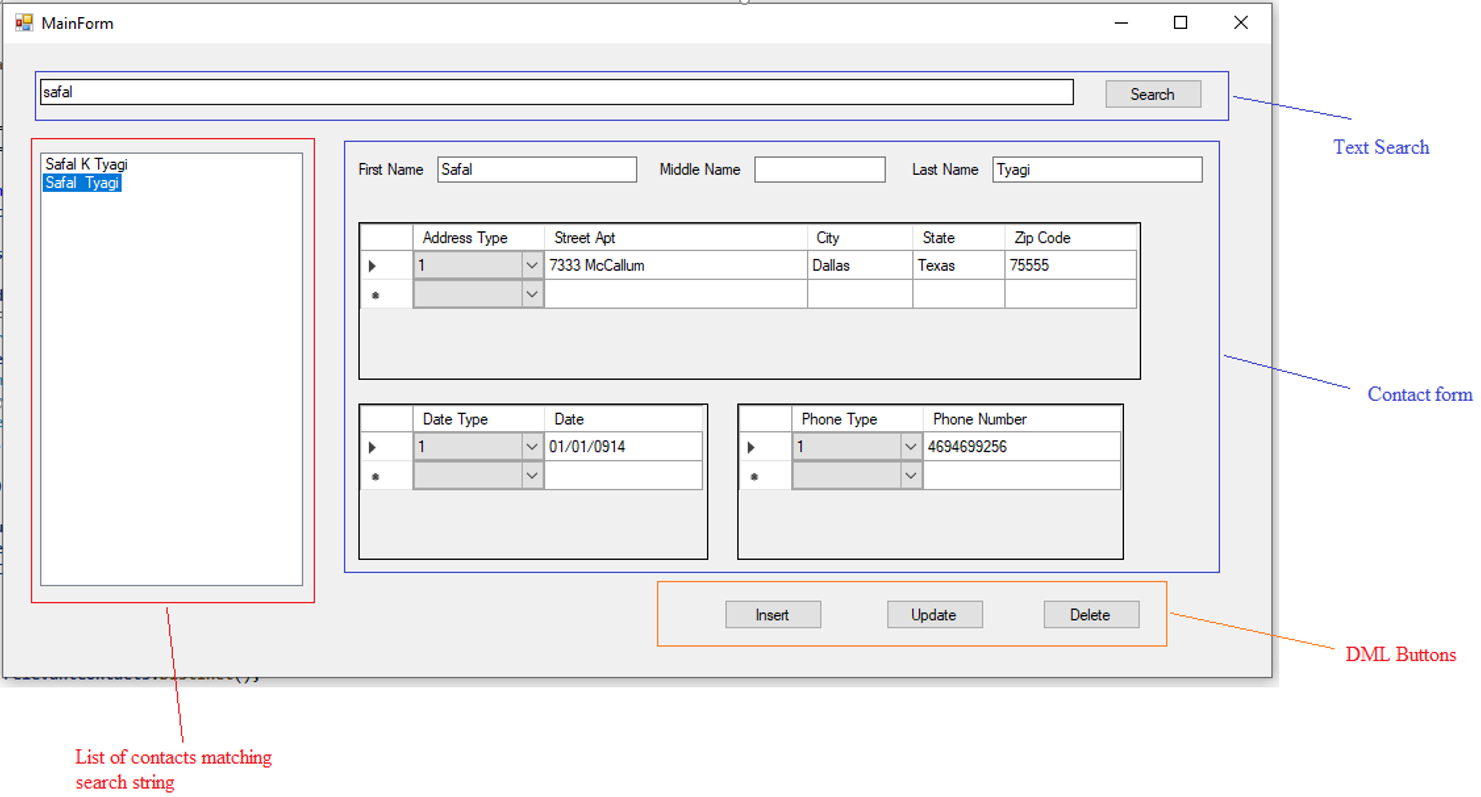 MainForm
safal
Search
Text Search
Safal K Tyagi
Safal  Tyagi
First Name Safal Middle Name Last Name Tyagi
Address Type Street Apt City State Zip Code
1 7333 McCallum Dallas Texas 75555
Contact form
Date Type Date
1 01/01/0914
Phone Type Phone Number
1 4694699256
Insert Update Delete
DML Buttons
List of contacts matching
search string